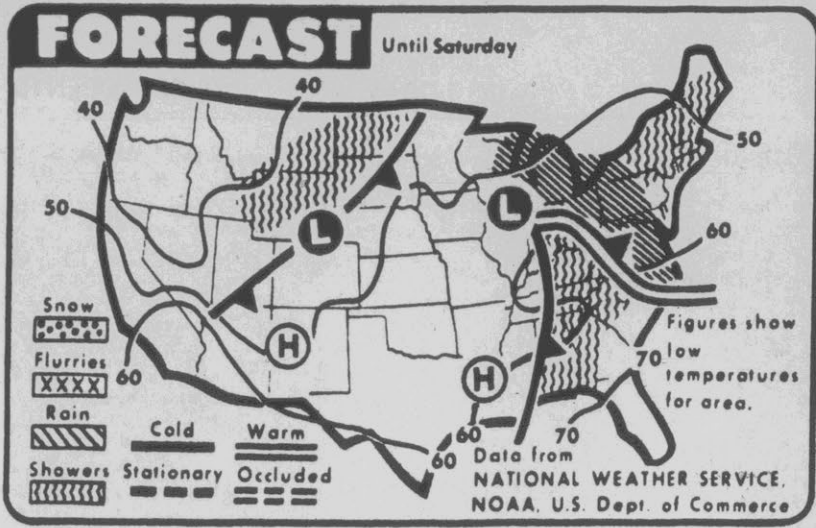 FORECAST Until Saturday
40
40
50
50
L
L
60
H
H
60
70
60
70
60
Snow
Flurries
XXXX
Rain
Showers
Cold
Warm
Stationary
Occluded
Figures show
low
temperatures
for area.
Data from
NATIONAL WEATHER SERVICE,
NOAA, U.S. Dept. of Commerce